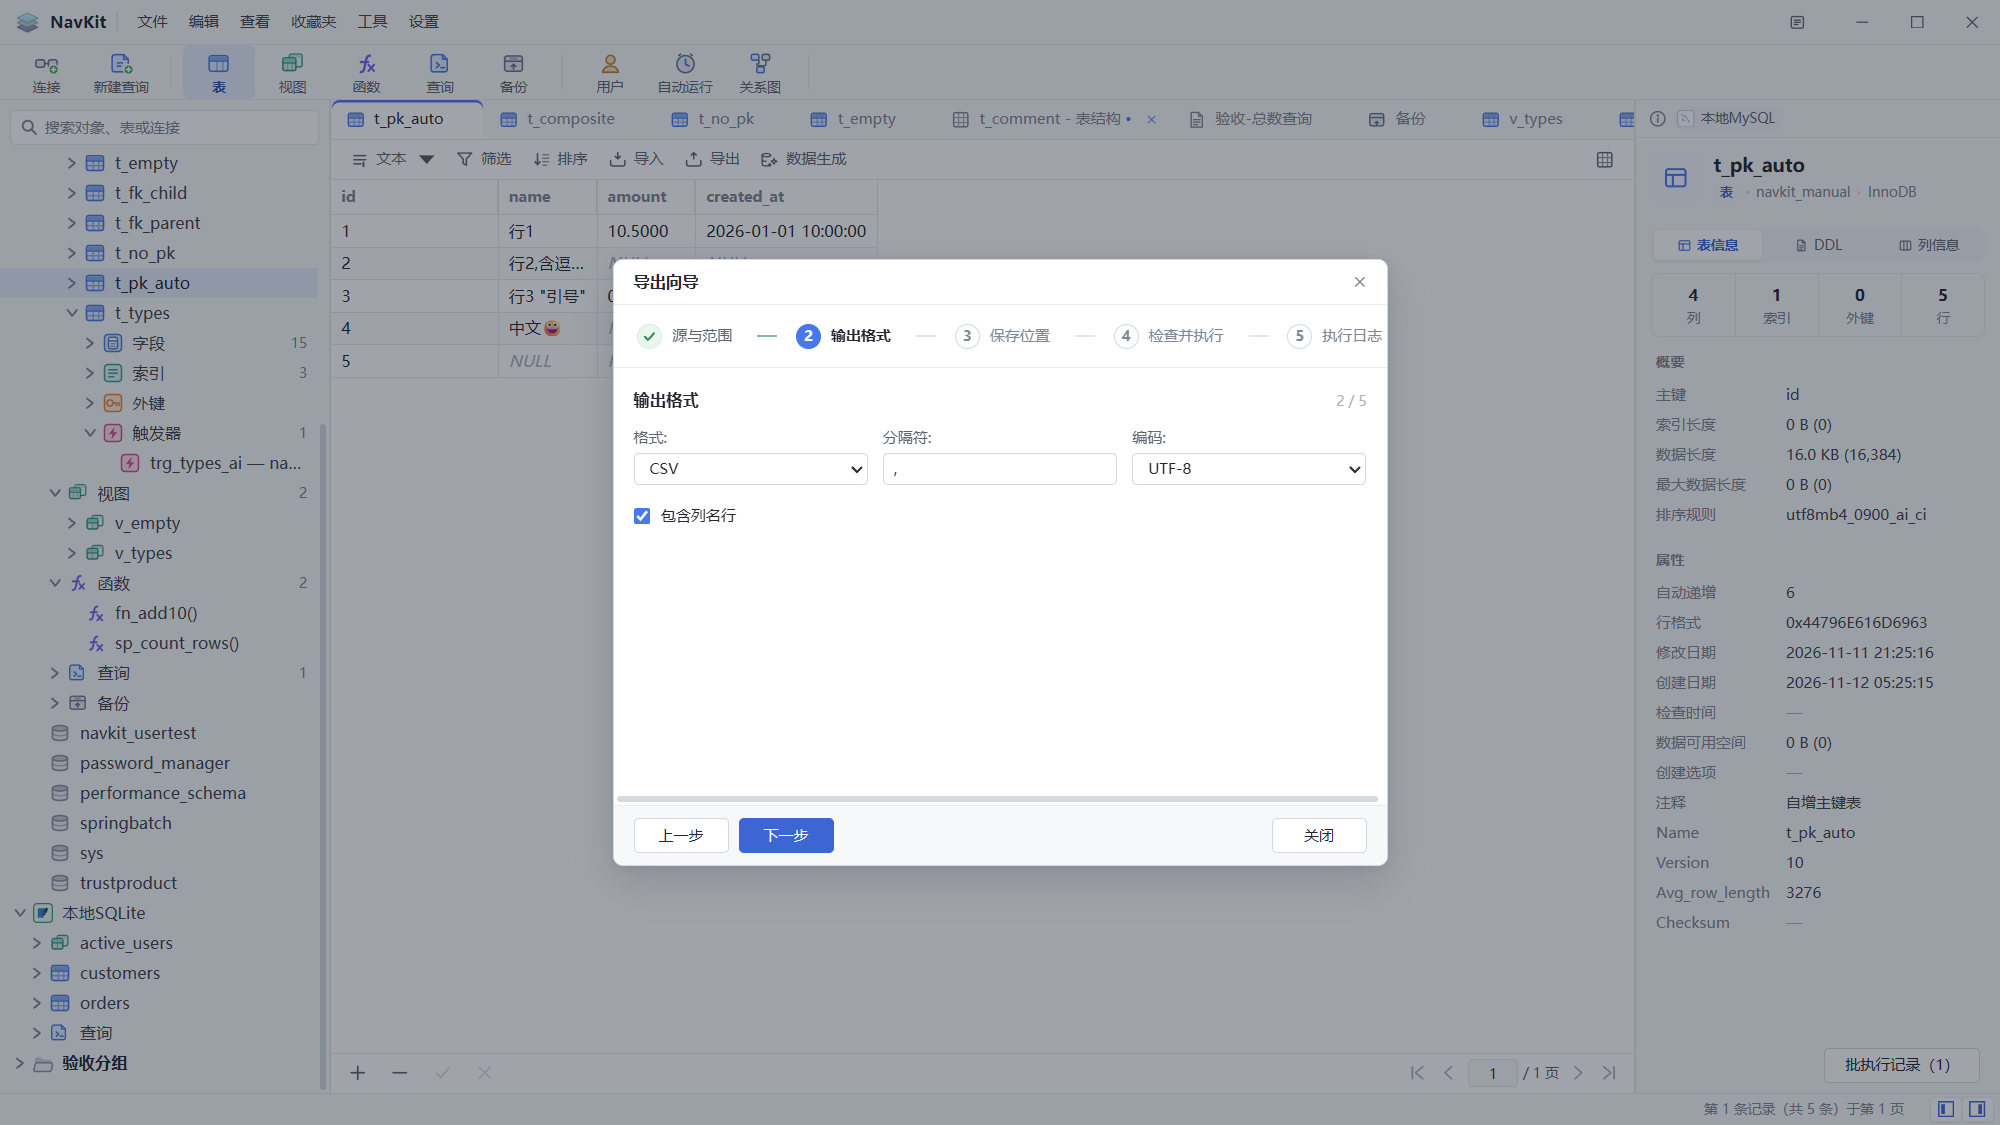 NavKit 文件 编辑 查看 收藏夹 工具 设置
连接 新建查询 表 视图 函数 查询 备份 用户 自动运行 关系图
搜索对象、表或连接
t_empty
t_fk_child
t_fk_parent
t_no_pk
t_pk_auto
t_types
字段 15
索引 3
外键
触发器 1
trg_types_ai — na...
视图 2
v_empty
v_types
函数 2
fn_add10()
sp_count_rows()
查询 1
备份
navkit_usertest
password_manager
performance_schema
springbatch
sys
trustproduct
本地SQLite
active_users
customers
orders
查询
验收分组
t_pk_auto t_composite t_no_pk t_empty t_comment - 表结构 • × 验收-总数查询 备份 v_types
文本 筛选 排序 导入 导出 数据生成
id name amount created_at
1 行1 10.5000 2026-01-01 10:00:00
2 行2,含逗...
3 行3 "引号"
4 中文😀
5 NULL
导出向导
源与范围 2 输出格式 3 保存位置 4 检查并执行 5 执行日志
输出格式 2 / 5
格式: 分隔符: 编码:
CSV , UTF-8
包含列名行
上一步 下一步 关闭
1 / 1 页
本地MySQL
t_pk_auto
表 · navkit_manual · InnoDB
表信息 DDL 列信息
4 1 0 5
列 索引 外键 行
概要
主键 id
索引长度 0 B (0)
数据长度 16.0 KB (16,384)
最大数据长度 0 B (0)
排序规则 utf8mb4_0900_ai_ci
属性
自动递增 6
行格式 0x44796E616D6963
修改日期 2026-11-11 21:25:16
创建日期 2026-11-12 05:25:15
检查时间 —
数据可用空间 0 B (0)
创建选项 —
注释 自增主键表
Name t_pk_auto
Version 10
Avg_row_length 3276
Checksum —
批执行记录 (1)
第 1 条记录 (共 5 条) 于第 1 页